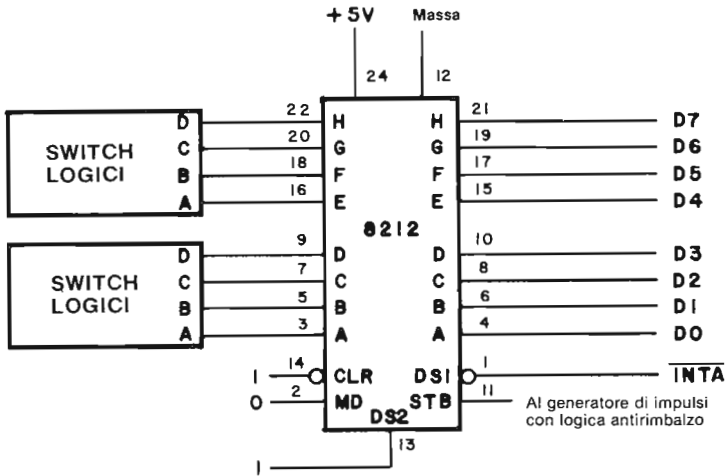 +5V Massa
24 12
22 H H 21 D7
D
20 G G 19 D6
C
SWITCH
LOGICI
18 F F 17 D5
B
16 E E 15 D4
A
8212
9 D D 10 D3
D
7 C C 8 D2
C
SWITCH
LOGICI
5 B B 6 D1
B
3 A A 4 D0
A
1 14 CLR DS1 1 INTA
0 2 MD STB 11 Al generatore di impulsi
con logica antirimbalzo
DS2
13
1